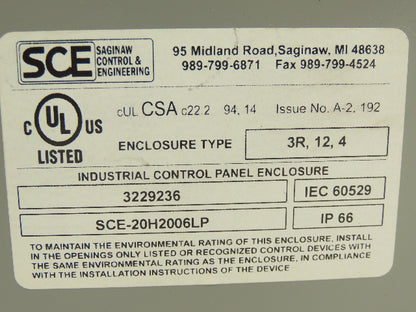 SCE SAGINAW CONTROL & ENGINEERING
95 Midland Road,Saginaw, MI 48638
989-799-6871 Fax 989-799-4524
C UL US
LISTED
cUL CSA c22.2 94, 14 Issue No. A-2, 192
ENCLOSURE TYPE 3R, 12, 4
INDUSTRIAL CONTROL PANEL ENCLOSURE
3229236 IEC 60529
SCE-20H2006LP IP 66
TO MAINTAIN THE ENVIRONMENTAL RATING OF THIS ENCLOSURE, INSTALL
IN THE OPENINGS ONLY LISTED OR RECOGNIZED CONTROL DEVICES WITH
THE SAME ENVIRONMENTAL RATING AS THE ENCLOSURE, IN COMPLIANCE
WITH THE INSTALLATION INSTRUCTIONS OF THE DEVICE